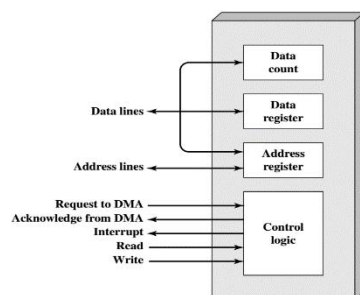 Data
count
Data lines
Data
register
Address lines
Address
register
Request to DMA
Acknowledge from DMA
Interrupt
Read
Write
Control
logic